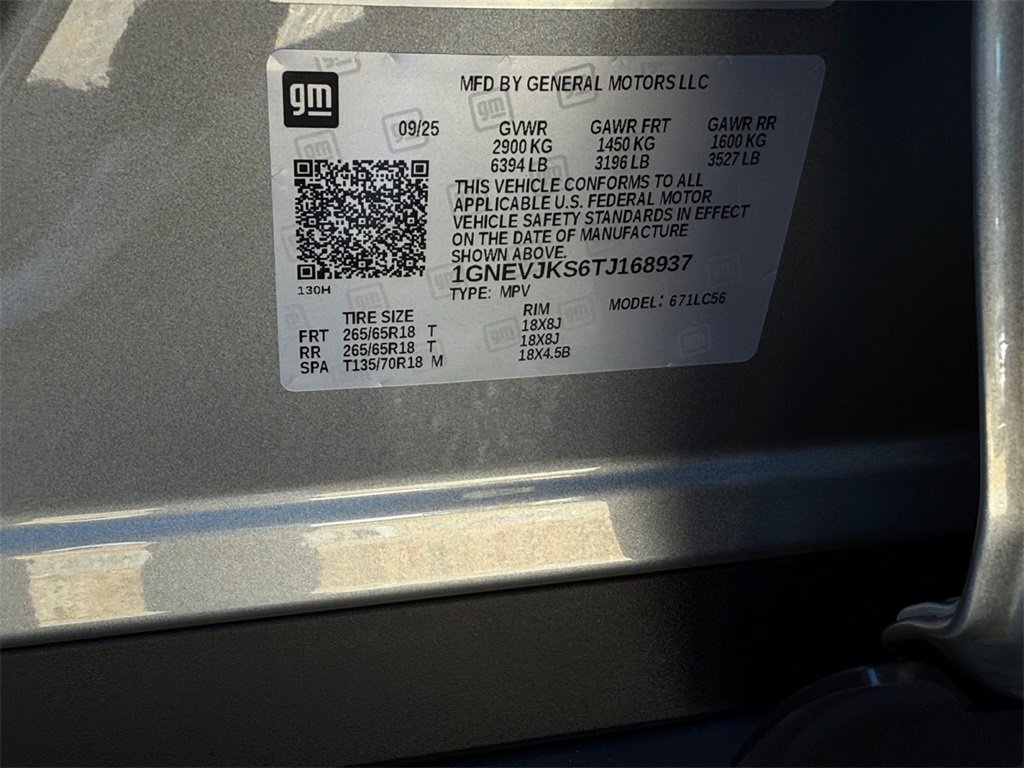 gm
MFD BY GENERAL MOTORS LLC
09/25 GVWR GAWR FRT GAWR RR
2900 KG 1450 KG 1600 KG
6394 LB 3196 LB 3527 LB
THIS VEHICLE CONFORMS TO ALL
APPLICABLE U.S. FEDERAL MOTOR
VEHICLE SAFETY STANDARDS IN EFFECT
ON THE DATE OF MANUFACTURE
SHOWN ABOVE.
1GNEVJKS6TJ168937
130H
TYPE: MPV MODEL: 671LC56
TIRE SIZE RIM
FRT 265/65R18 T 18X8J
RR 265/65R18 T 18X8J
SPA T135/70R18 M 18X4.5B